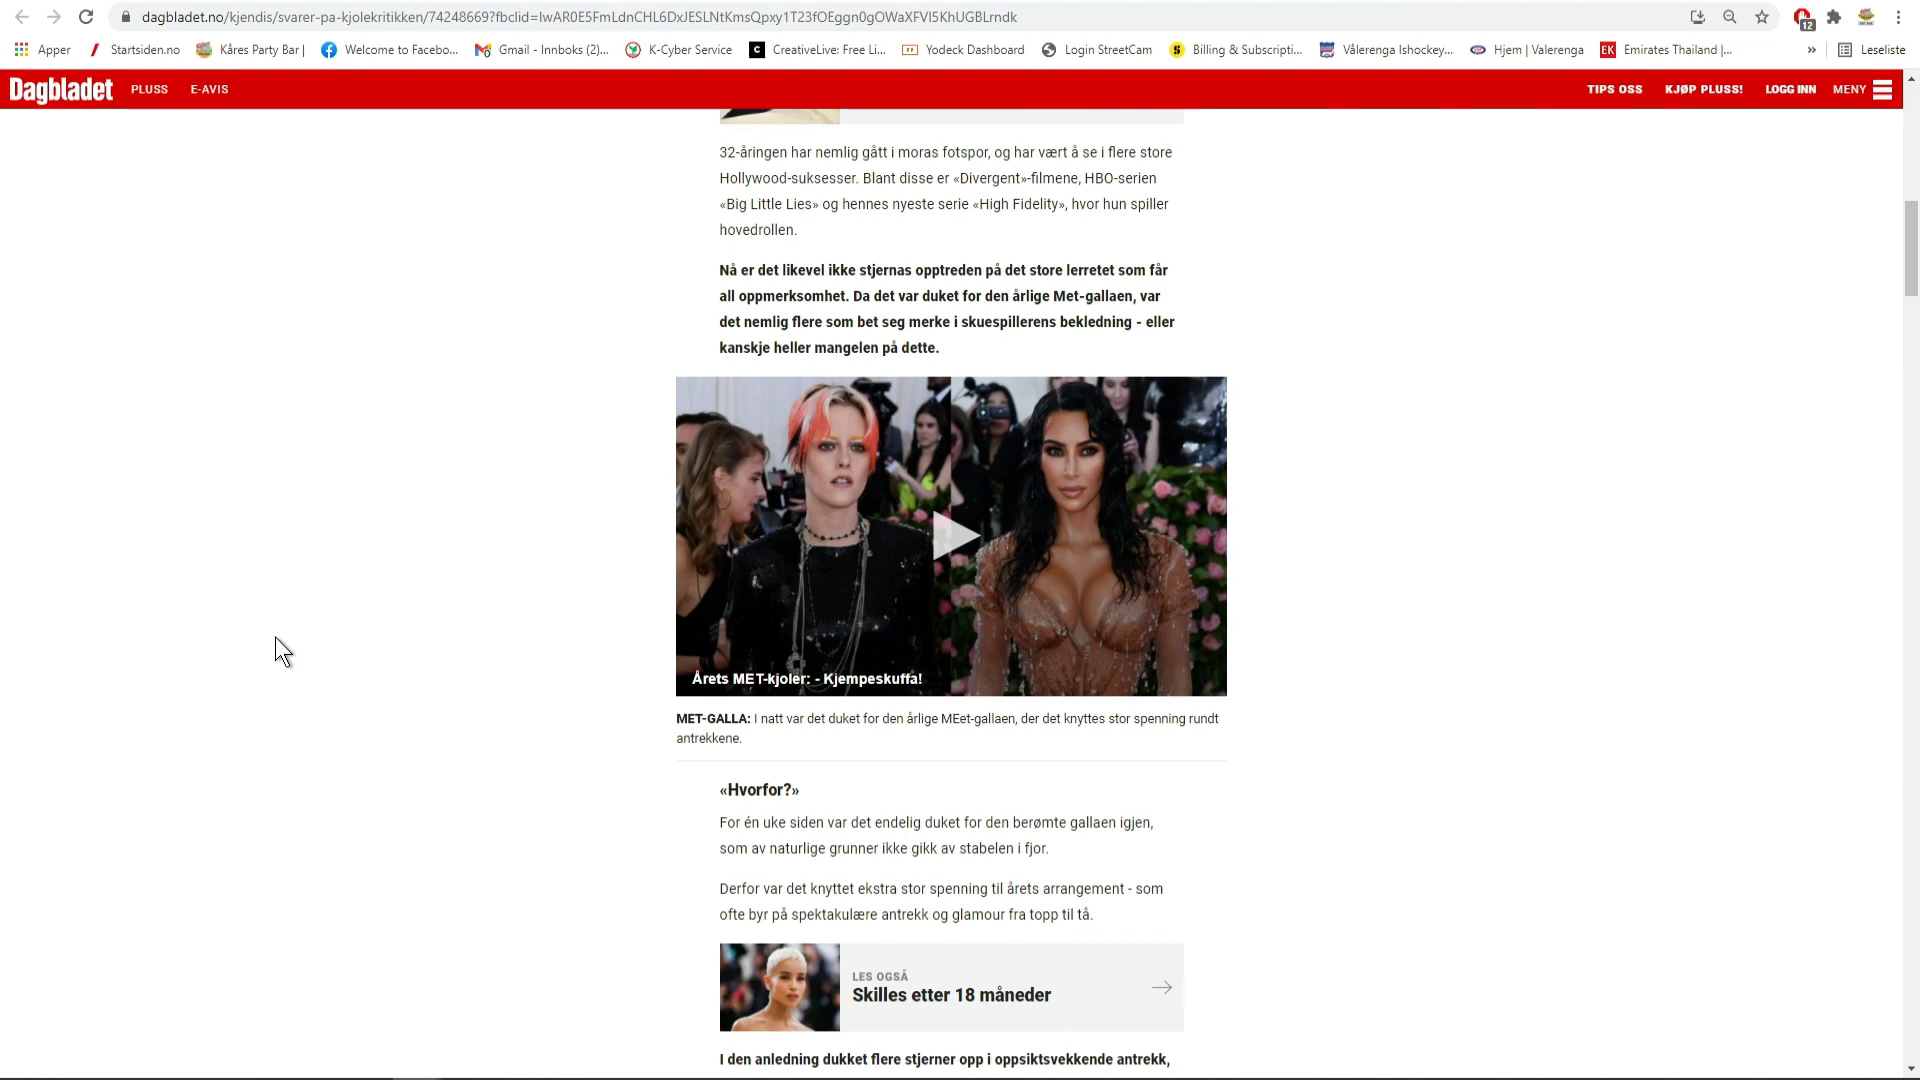 dagbladet.no/kjendis/svarer-pa-kjolekritikken/74248669?fbclid=IwAR0E5FmLdnCHL6DxJESLNtKmsQpxy1T23fOEggn0gOWaXFVI5KhUGBLrndk
12
Apper
Startsiden.no
Kåres Party Bar |
Welcome to Facebo...
Gmail - Innboks (2)...
K-Cyber Service
CreativeLive: Free Li...
Yodeck Dashboard
Login StreetCam
Billing & Subscripti...
Vålerenga Ishockey...
Hjem | Valerenga
EK Emirates Thailand |...
»
Leseliste
Dagbladet PLUSS E-AVIS TIPS OSS KJØP PLUSS! LOGG INN MENY
32-åringen har nemlig gått i moras fotspor, og har vært å se i flere store
Hollywood-suksesser. Blant disse er «Divergent»-filmene, HBO-serien
«Big Little Lies» og hennes nyeste serie «High Fidelity», hvor hun spiller
hovedrollen.
Nå er det likevel ikke stjernas opptreden på det store lerretet som får
all oppmerksomhet. Da det var duket for den årlige Met-gallaen, var
det nemlig flere som bet seg merke i skuespillerens bekledning - eller
kanskje heller mangelen på dette.
Årets MET-kjoler: - Kjempeskuffa!
MET-GALLA: I natt var det duket for den årlige MEet-gallaen, der det knyttes stor spenning rundt
antrekkene.
«Hvorfor?»
For én uke siden var det endelig duket for den berømte gallaen igjen,
som av naturlige grunner ikke gikk av stabelen i fjor.
Derfor var det knyttet ekstra stor spenning til årets arrangement - som
ofte byr på spektakulære antrekk og glamour fra topp til tå.
LES OGSÅ
Skilles etter 18 måneder
I den anledning dukket flere stjerner opp i oppsiktsvekkende antrekk,